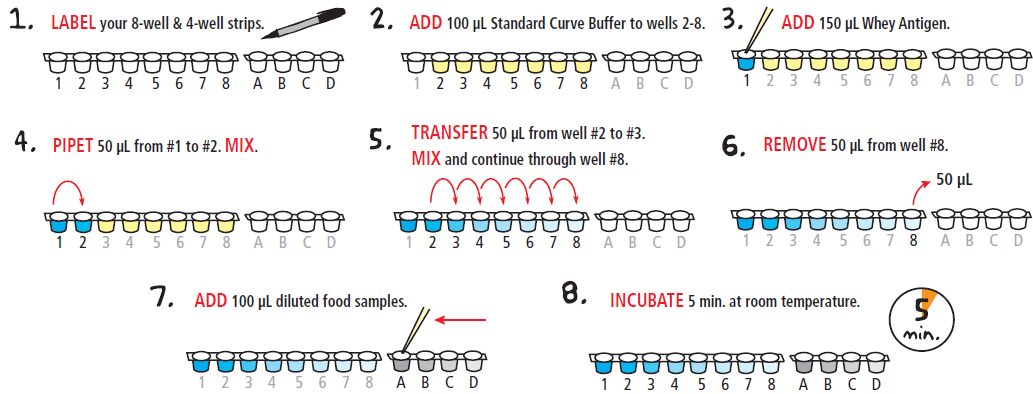 1. LABEL your 8-well & 4-well strips.
1 2 3 4 5 6 7 8 A B C D
2. ADD 100 µL Standard Curve Buffer to wells 2-8.
1 2 3 4 5 6 7 8 A B C D
3. ADD 150 µL Whey Antigen.
1 2 3 4 5 6 7 8 A B C D
4. PIPET 50 µL from #1 to #2. MIX.
1 2 3 4 5 6 7 8 A B C D
5. TRANSFER 50 µL from well #2 to #3.
MIX and continue through well #8.
1 2 3 4 5 6 7 8 A B C D
6. REMOVE 50 µL from well #8.
50 µL
1 2 3 4 5 6 7 8 A B C D
7. ADD 100 µL diluted food samples.
1 2 3 4 5 6 7 8 A B C D
8. INCUBATE 5 min. at room temperature.
5
min.
1 2 3 4 5 6 7 8 A B C D